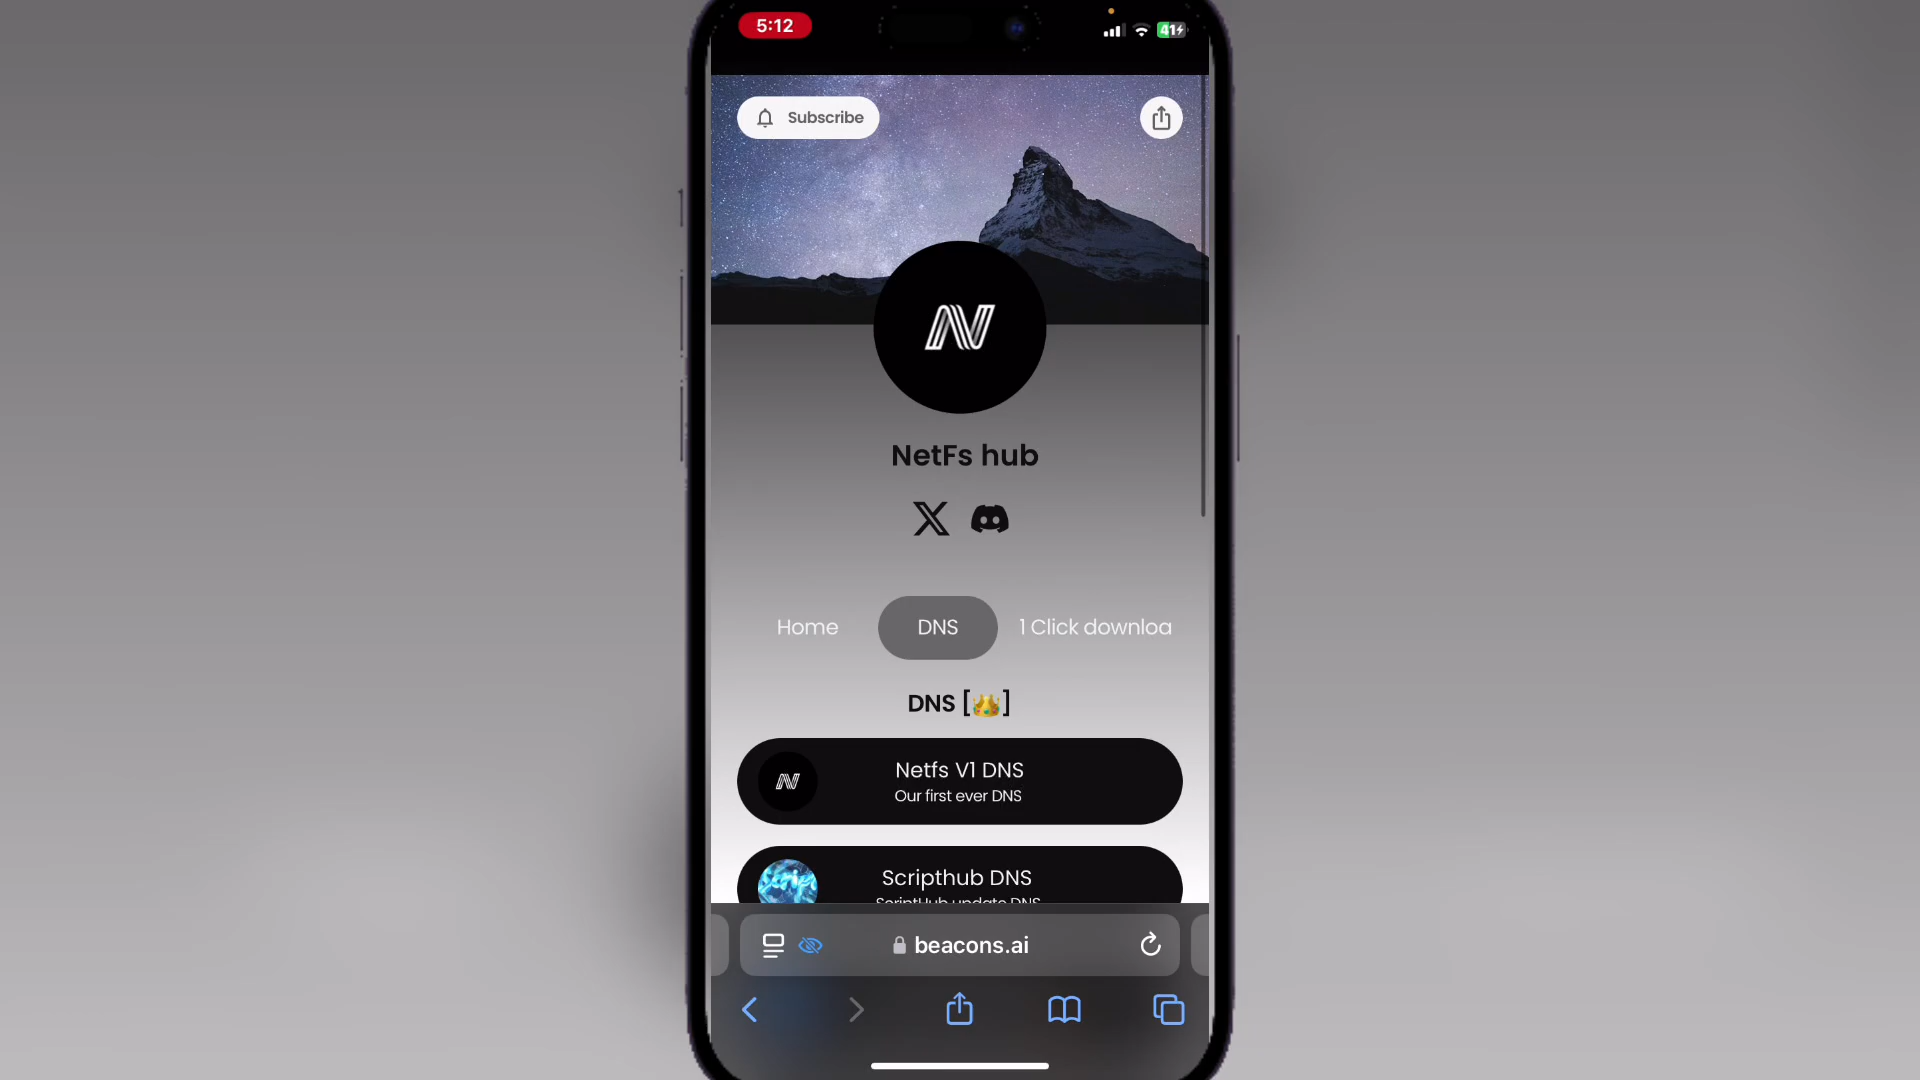 5:12
41
Subscribe
NetFs hub
Home
DNS
1 Click downloa
DNS [👑]
Netfs V1 DNS
Our first ever DNS
Scripthub DNS
ScriptHub update DNS
beacons.ai